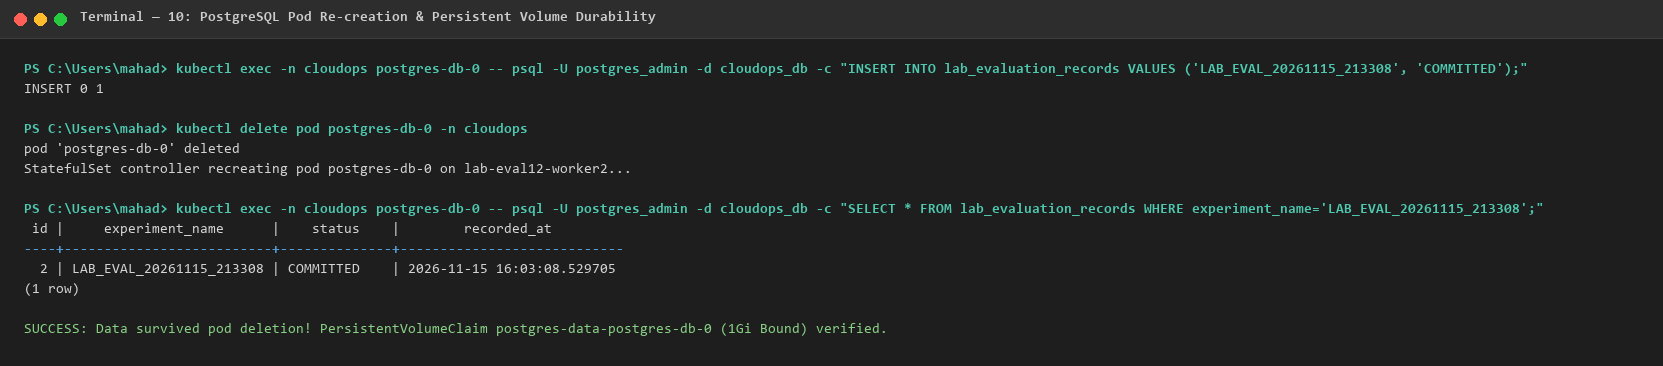 Terminal — 10: PostgreSQL Pod Re-creation & Persistent Volume Durability
PS C:\Users\mahad> kubectl exec -n cloudops postgres-db-0 -- psql -U postgres_admin -d cloudops_db -c "INSERT INTO lab_evaluation_records VALUES ('LAB_EVAL_20261115_213308', 'COMMITTED');"
INSERT 0 1
PS C:\Users\mahad> kubectl delete pod postgres-db-0 -n cloudops
pod 'postgres-db-0' deleted
StatefulSet controller recreating pod postgres-db-0 on lab-eval12-worker2...
PS C:\Users\mahad> kubectl exec -n cloudops postgres-db-0 -- psql -U postgres_admin -d cloudops_db -c "SELECT * FROM lab_evaluation_records WHERE experiment_name='LAB_EVAL_20261115_213308';"
 id |     experiment_name      |    status    |        recorded_at
----+--------------------------+--------------+----------------------------
  2 | LAB_EVAL_20261115_213308 | COMMITTED    | 2026-11-15 16:03:08.529705
(1 row)
SUCCESS: Data survived pod deletion! PersistentVolumeClaim postgres-data-postgres-db-0 (1Gi Bound) verified.